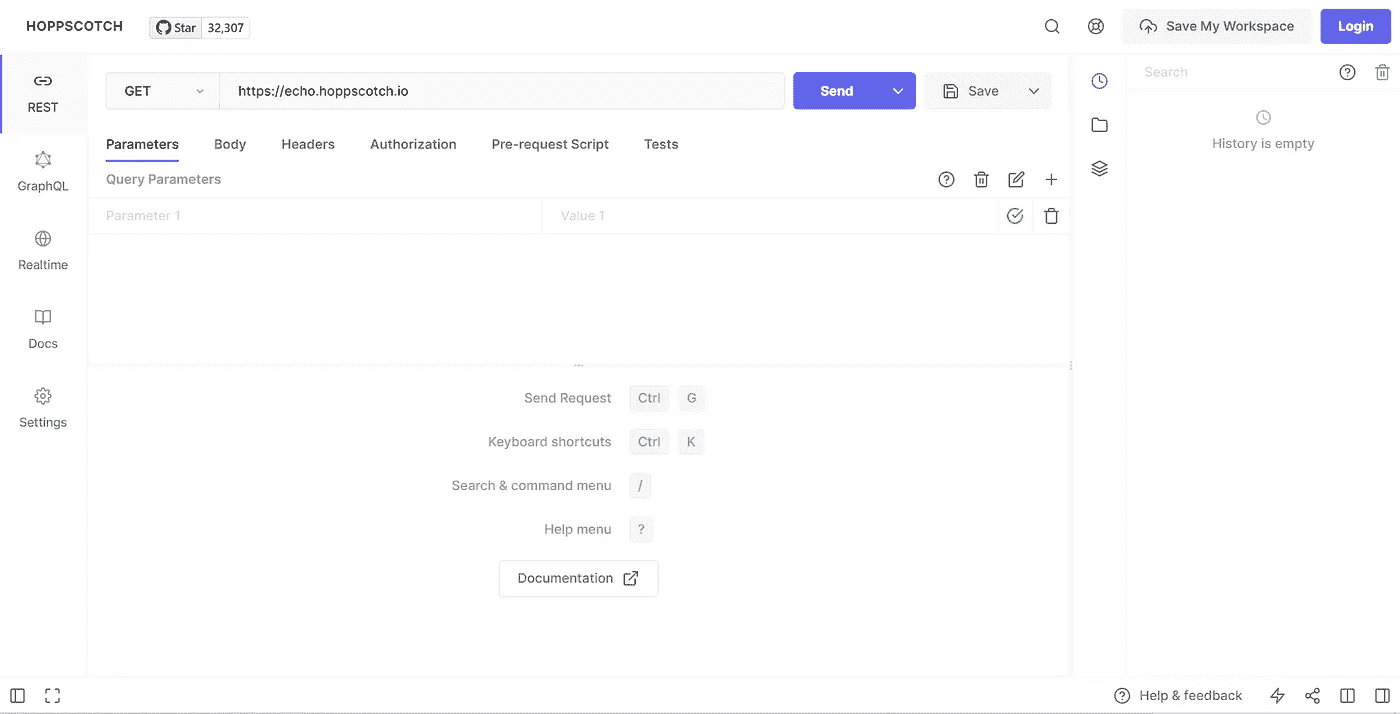 HOPPSCOTCH
Star 32,307
Save My Workspace
Login
REST
GraphQL
Realtime
Docs
Settings
GET
https://echo.hoppscotch.io
Send
Save
Parameters Body Headers Authorization Pre-request Script Tests
Query Parameters
Parameter 1 Value 1
Send Request Ctrl G
Keyboard shortcuts Ctrl K
Search & command menu /
Help menu ?
Documentation
Search
History is empty
Help & feedback